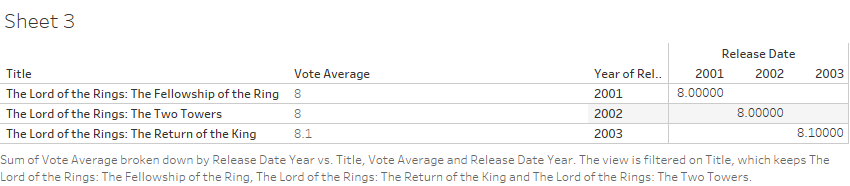 Sheet 3
Release Date
Title Vote Average Year of Rel.. 2001 2002 2003
The Lord of the Rings: The Fellowship of the Ring 8 2001 8.00000
The Lord of the Rings: The Two Towers 8 2002 8.00000
The Lord of the Rings: The Return of the King 8.1 2003 8.10000
Sum of Vote Average broken down by Release Date Year vs. Title, Vote Average and Release Date Year. The view is filtered on Title, which keeps The
Lord of the Rings: The Fellowship of the Ring, The Lord of the Rings: The Return of the King and The Lord of the Rings: The Two Towers.